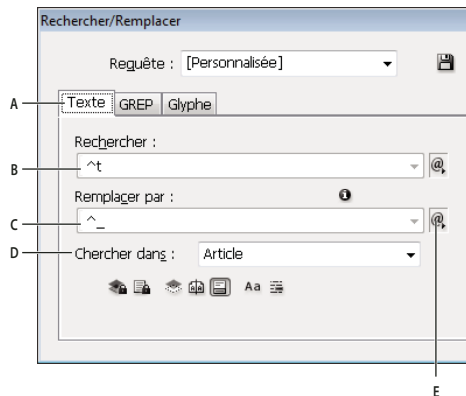 Rechercher/Remplacer
Requête : [Personnalisée]
A Texte GREP Glyphe
Rechercher :
B ^t @
Remplacer par :
C ^_ @
D Chercher dans : Article
Aa
E